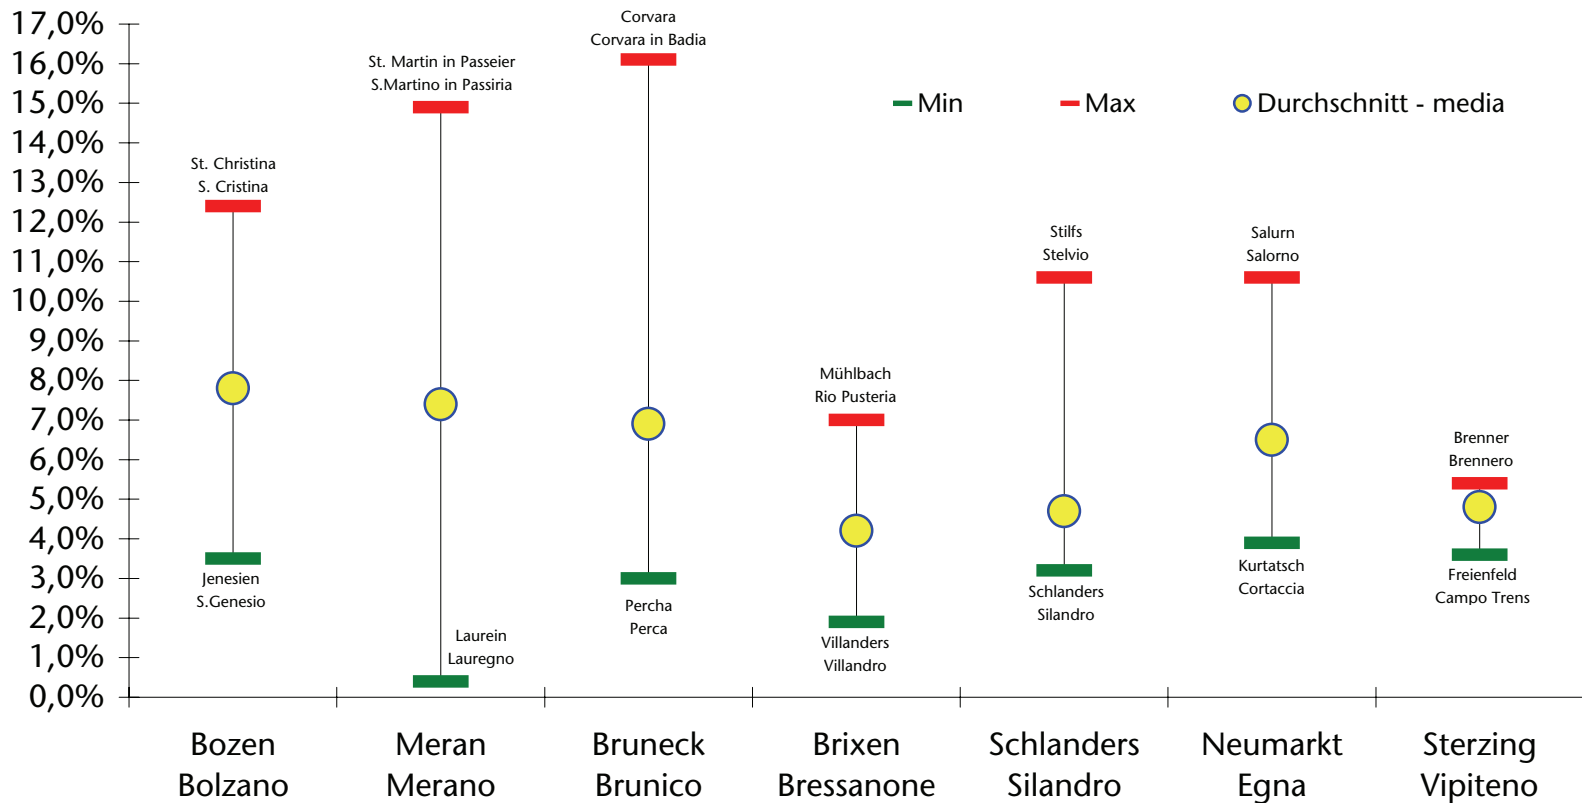 17,0%
16,0%
15,0%
14,0%
13,0%
12,0%
11,0%
10,0%
9,0%
8,0%
7,0%
6,0%
5,0%
4,0%
3,0%
2,0%
1,0%
0,0%
Min
Max
Durchschnitt - media
St. Christina
S. Cristina
Jenesien
S.Genesio
St. Martin in Passeier
S.Martino in Passiria
Laurein
Lauregno
Corvara
Corvara in Badia
Percha
Perca
Mühlbach
Rio Pusteria
Villanders
Villandro
Stilfs
Stelvio
Schlanders
Silandro
Salurn
Salorno
Kurtatsch
Cortaccia
Brenner
Brennero
Freienfeld
Campo Trens
Bozen
Bolzano
Meran
Merano
Bruneck
Brunico
Brixen
Bressanone
Schlanders
Silandro
Neumarkt
Egna
Sterzing
Vipiteno